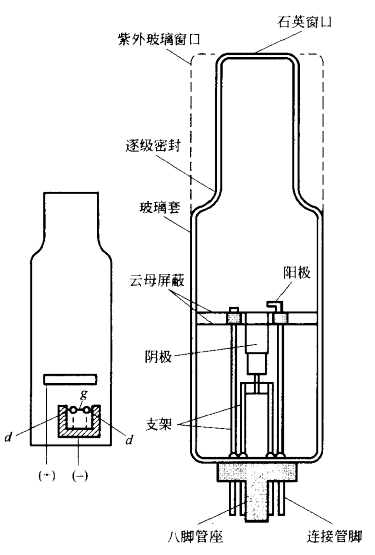 石英窗口
紫外玻璃窗口
逐级密封
玻璃套
云母屏蔽
阳极
阴极
支架
g
d
d
(+)
(-)
八脚管座
连接管脚